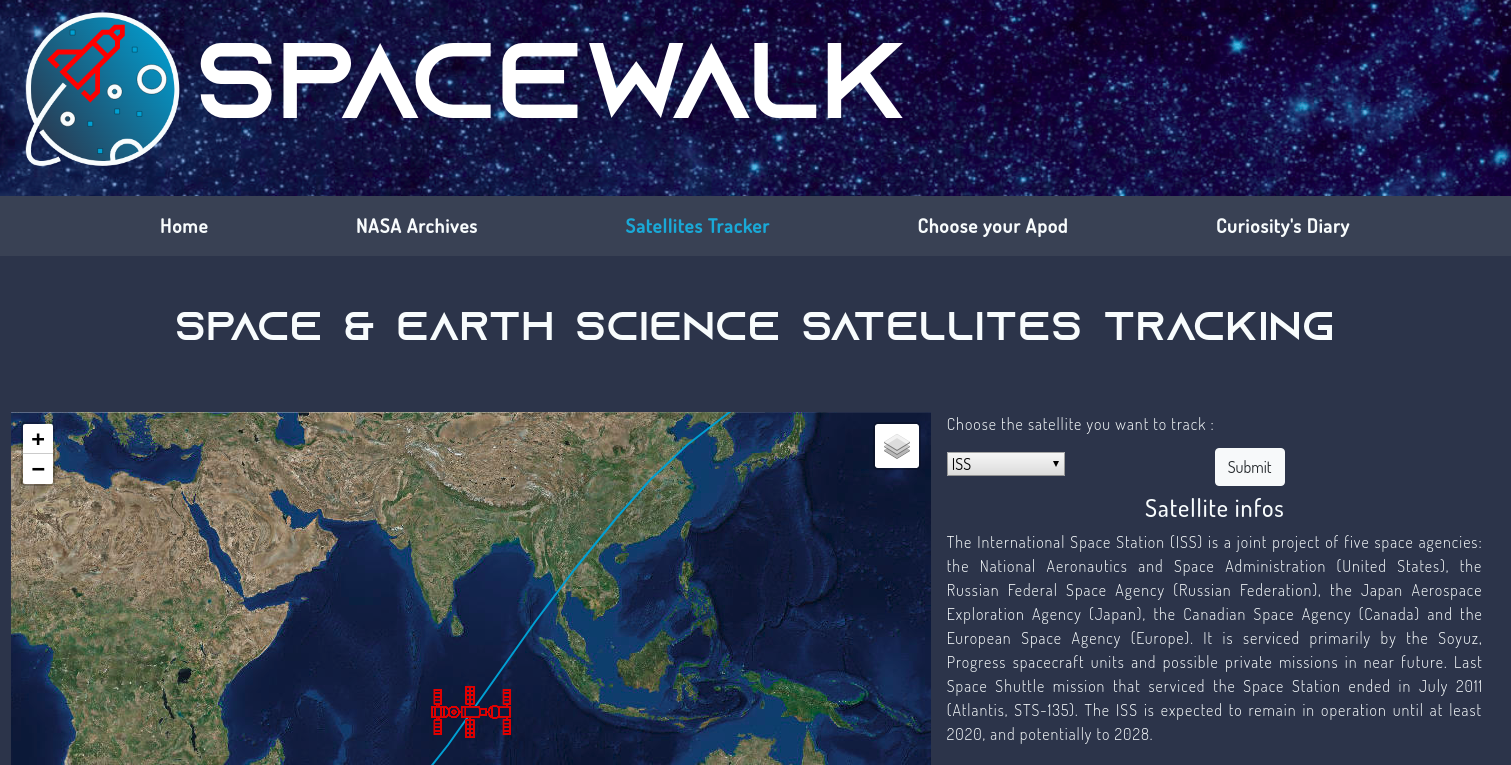 SPACEWALK
Home NASA Archives Satellites Tracker Choose your Apod Curiosity's Diary
SPACE & EARTH SCIENCE SATELLITES TRACKING
+
−
Choose the satellite you want to track :
ISS Submit
Satellite infos
The International Space Station (ISS) is a joint project of five space agencies:
the National Aeronautics and Space Administration (United States), the
Russian Federal Space Agency (Russian Federation), the Japan Aerospace
Exploration Agency (Japan), the Canadian Space Agency (Canada) and the
European Space Agency (Europe). It is serviced primarily by the Soyuz,
Progress spacecraft units and possible private missions in near future. Last
Space Shuttle mission that serviced the Space Station ended in July 2011
(Atlantis, STS-135). The ISS is expected to remain in operation until at least
2020, and potentially to 2028.